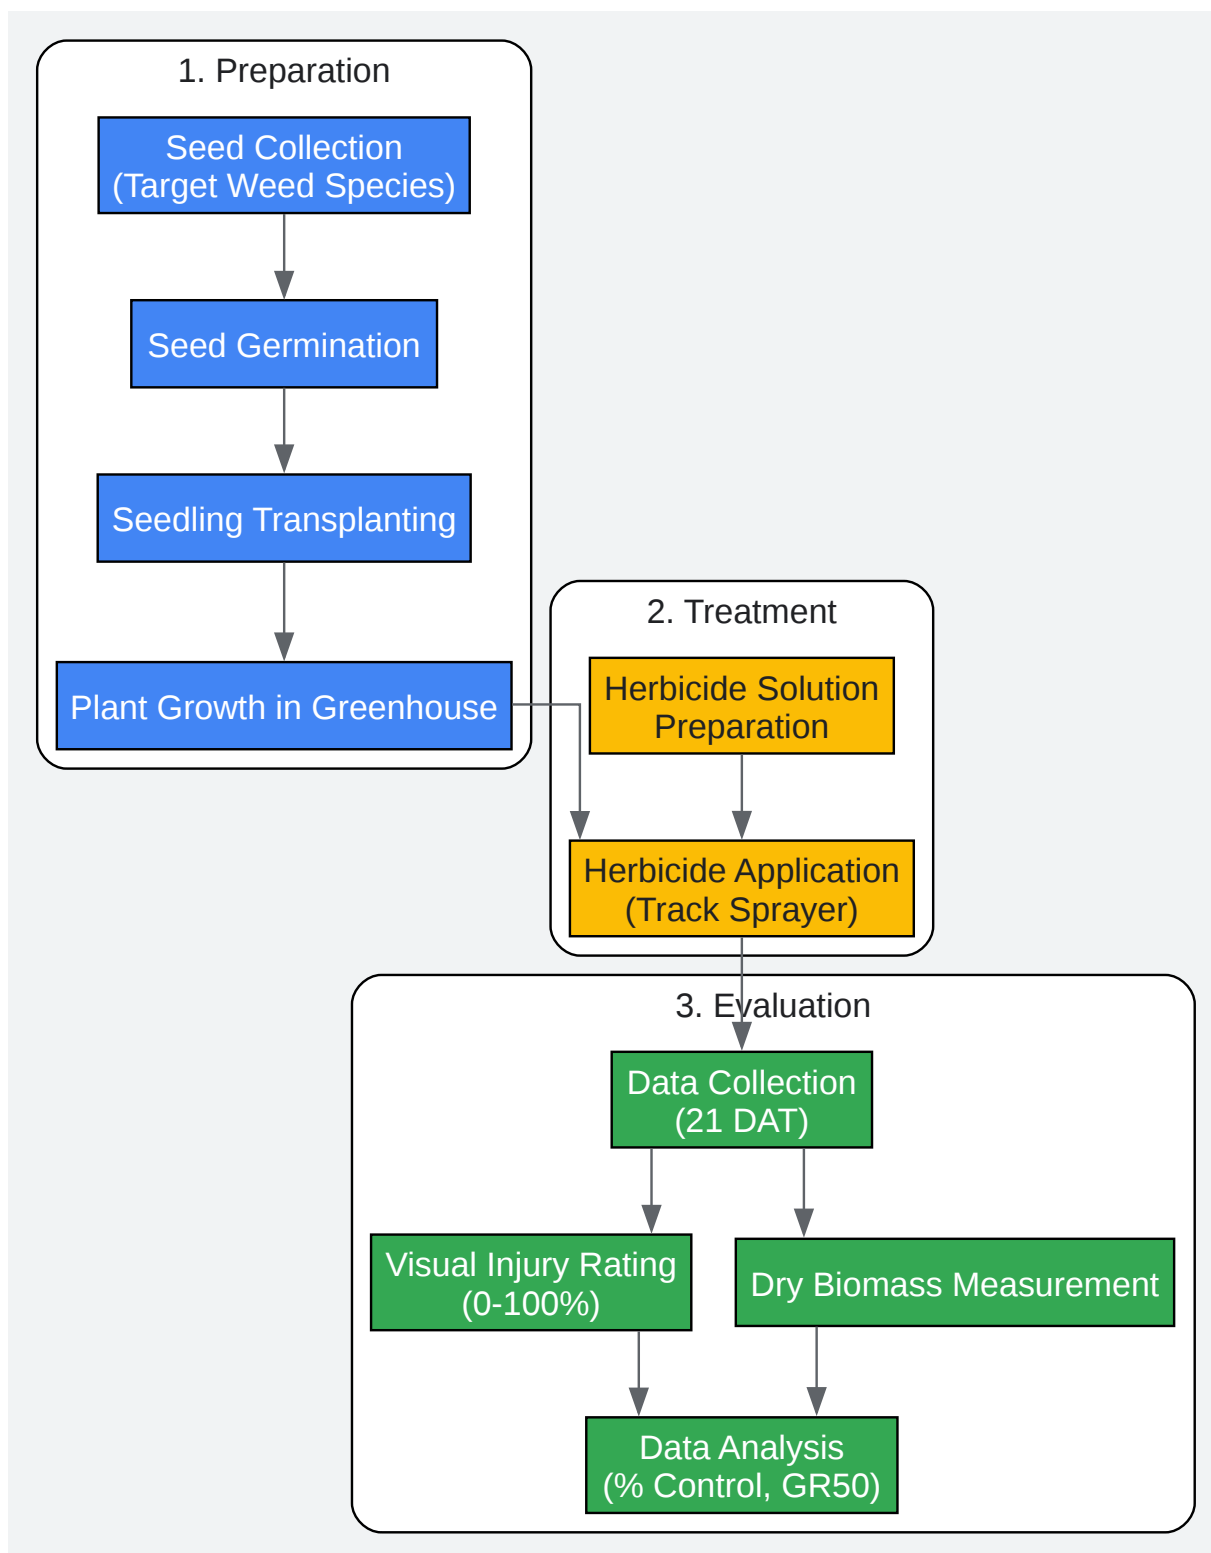 1. Preparation
Seed Collection
(Target Weed Species)
Seed Germination
Seedling Transplanting
Plant Growth in Greenhouse
2. Treatment
Herbicide Solution
Preparation
Herbicide Application
(Track Sprayer)
3. Evaluation
Data Collection
(21 DAT)
Visual Injury Rating
(0-100%)
Dry Biomass Measurement
Data Analysis
(% Control, GR50)